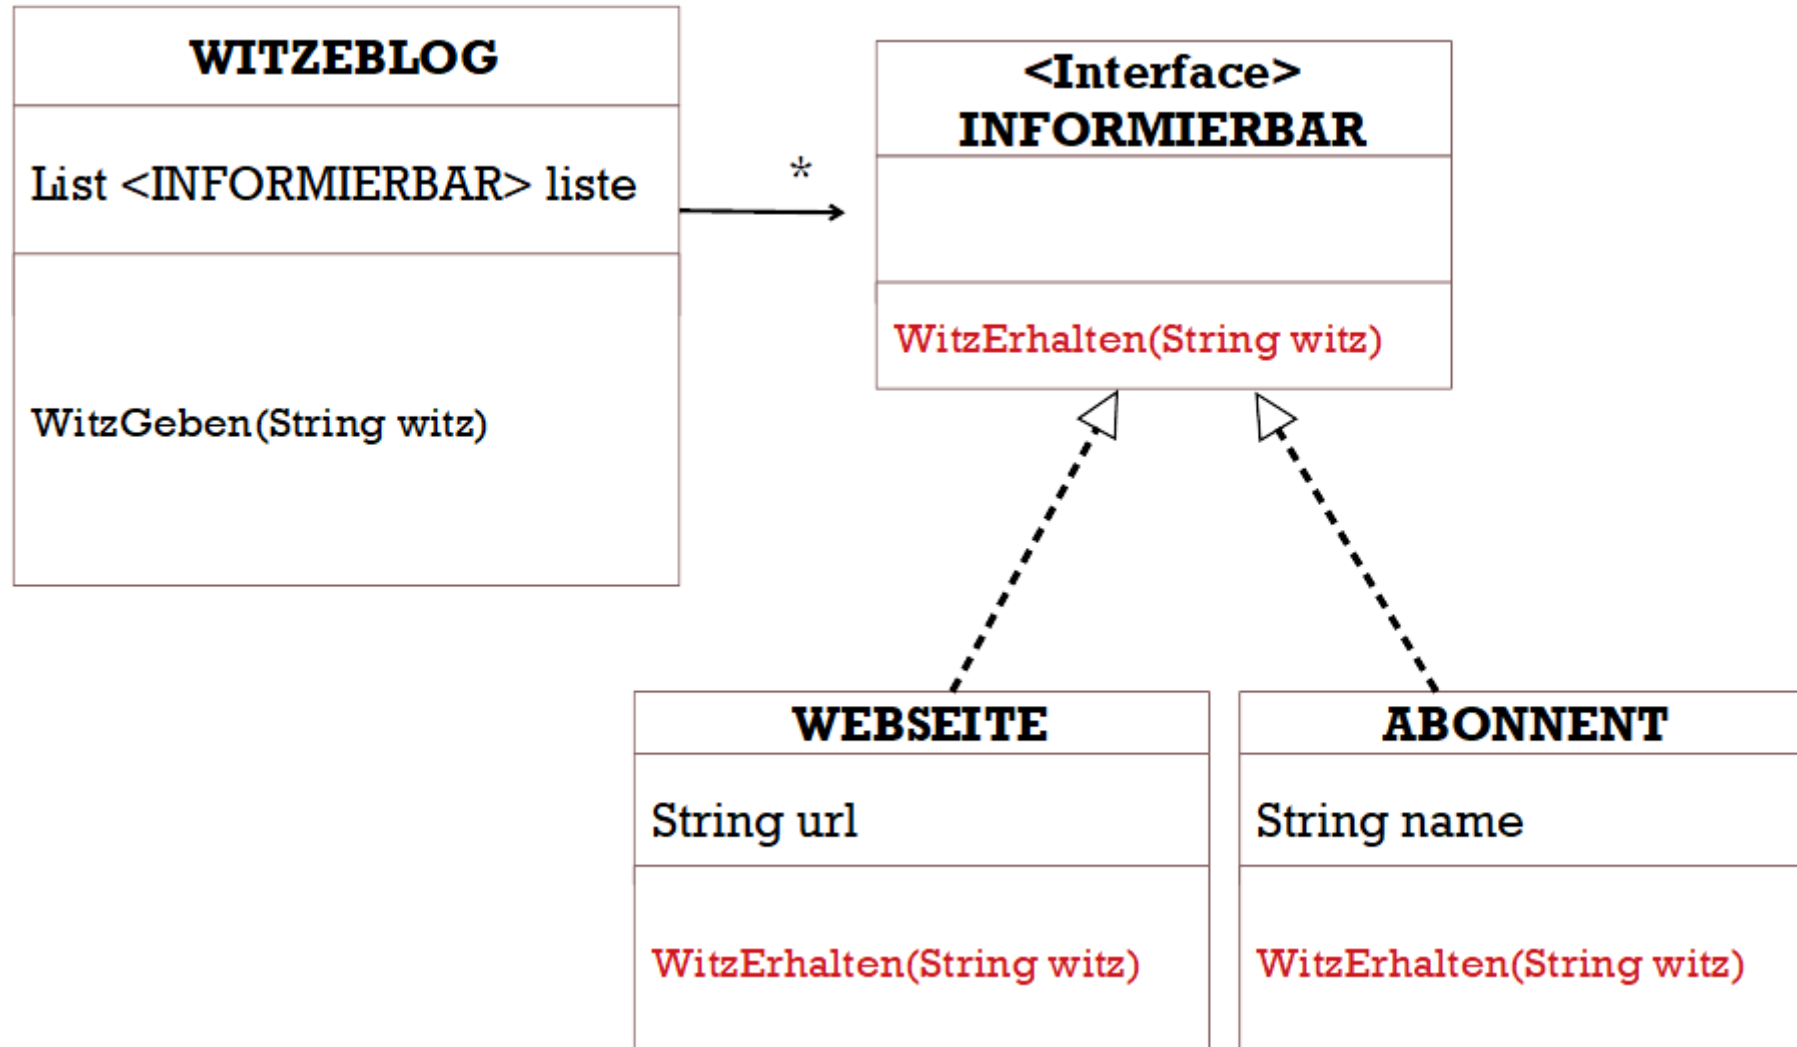 WITZEBLOG
List <INFORMIERBAR> liste
WitzGeben(String witz)
*
<Interface>
INFORMIERBAR
WitzErhalten(String witz)
WEBSEITE
String url
WitzErhalten(String witz)
ABONNENT
String name
WitzErhalten(String witz)